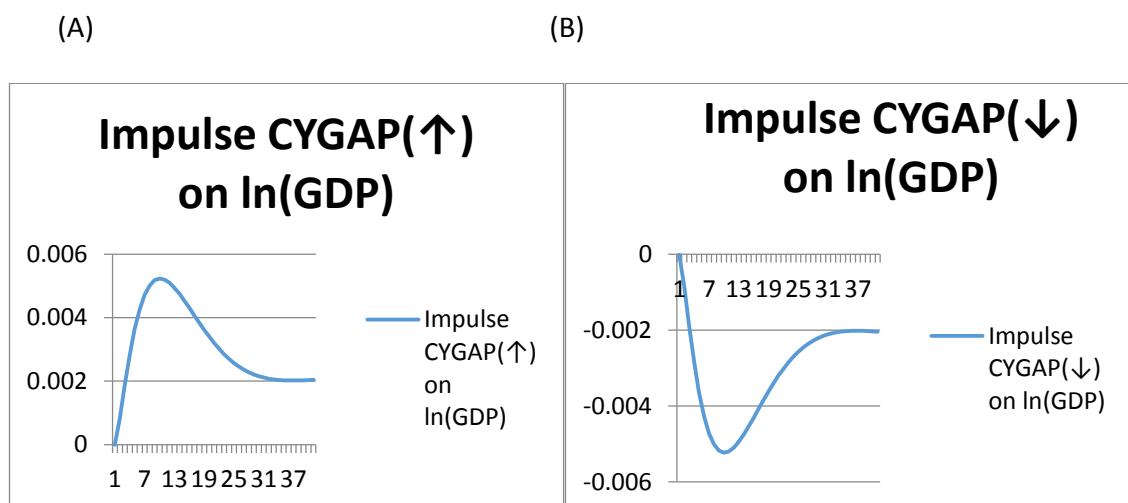 (A)
(B)
Impulse CYGAP(↑)
on ln(GDP)
0.006
0.004
0.002
0
1 7 13 19 25 31 37
Impulse
CYGAP(↑)
on
ln(GDP)
Impulse CYGAP(↓)
on ln(GDP)
0
-0.002
-0.004
-0.006
1 7 13 19 25 31 37
Impulse
CYGAP(↓)
on ln(GDP)